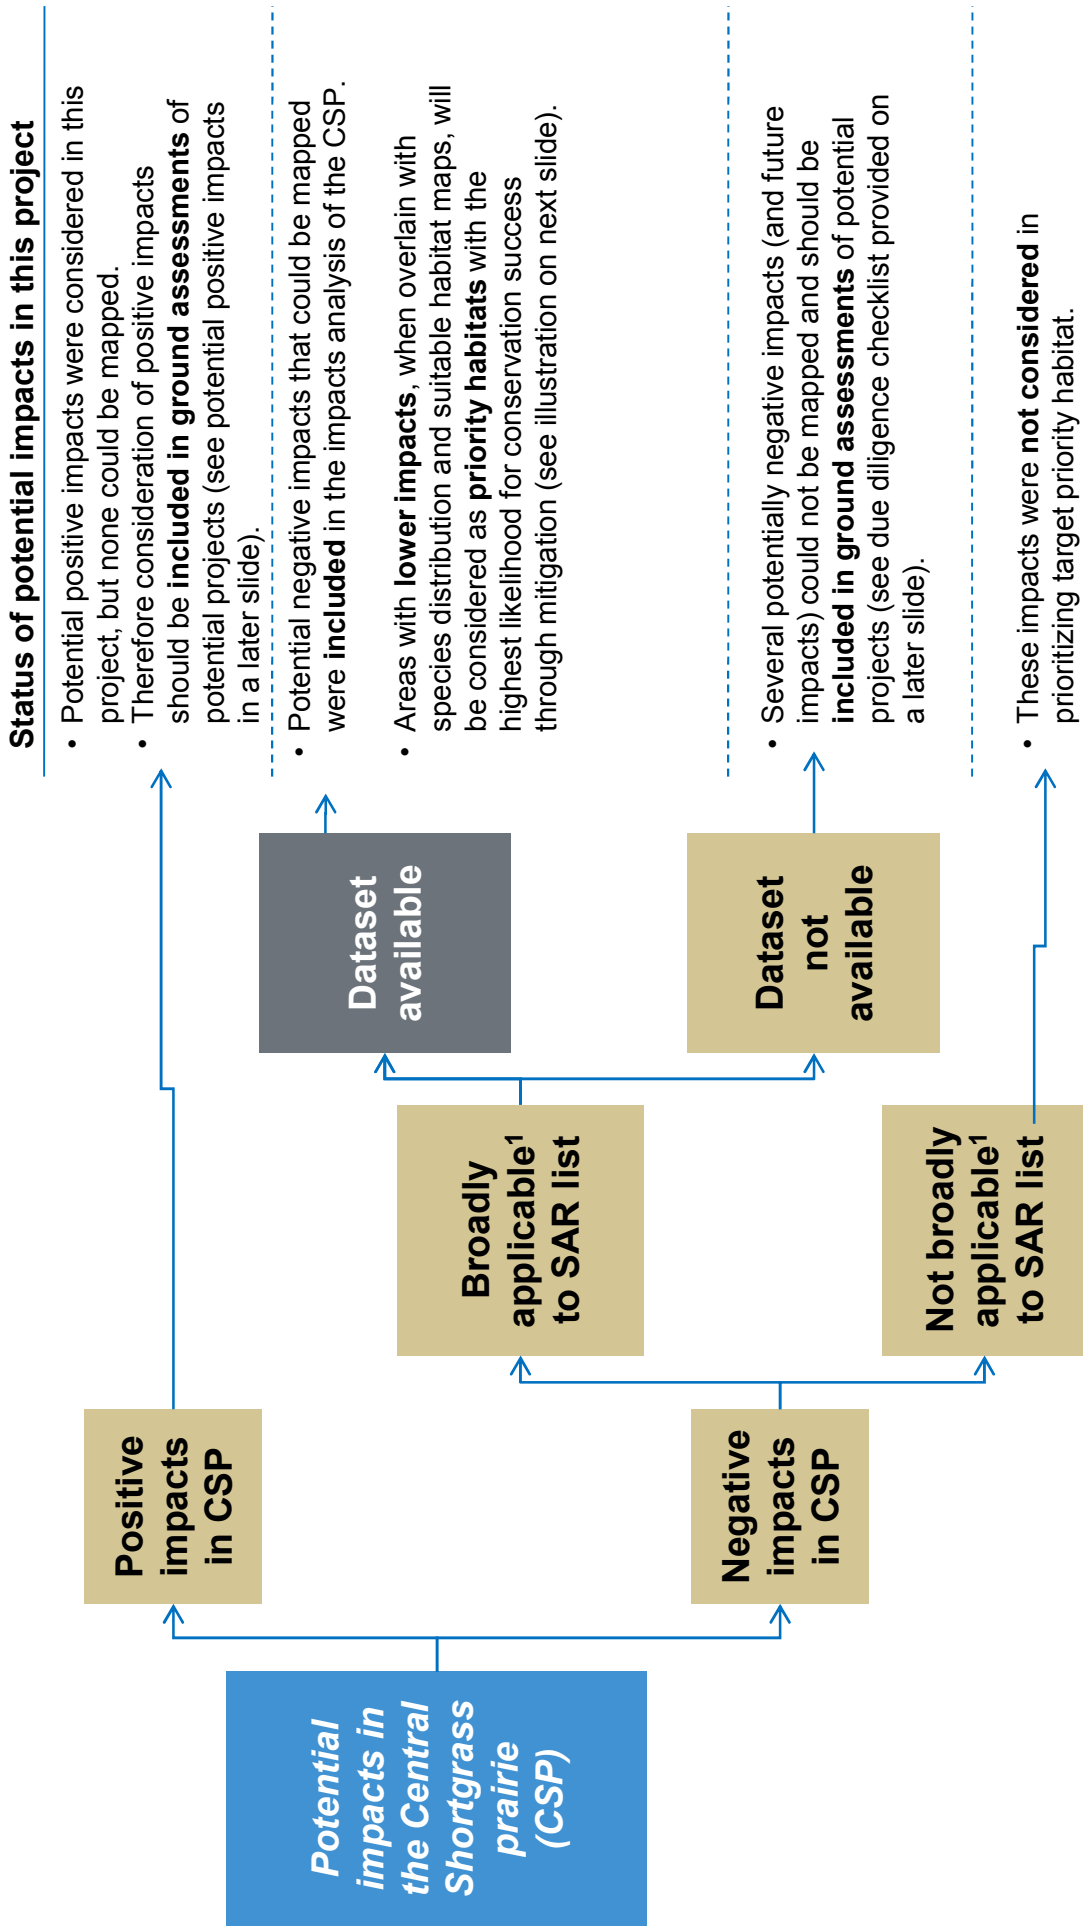 Status of potential impacts in this project
• Potential positive impacts were considered in this
project, but none could be mapped.
• Therefore consideration of positive impacts
should be included in ground assessments of
potential projects (see potential positive impacts
in a later slide).
• Potential negative impacts that could be mapped
were included in the impacts analysis of the CSP.
• Areas with lower impacts, when overlain with
species distribution and suitable habitat maps, will
be considered as priority habitats with the
highest likelihood for conservation success
through mitigation (see illustration on next slide).
• Several potentially negative impacts (and future
impacts) could not be mapped and should be
included in ground assessments of potential
projects (see due diligence checklist provided on
a later slide).
• These impacts were not considered in
prioritizing target priority habitat.
Potential
impacts in
the Central
Shortgrass
prairie
(CSP)
Positive
impacts
in CSP
Negative
impacts
in CSP
Broadly
applicable¹
to SAR list
Not broadly
applicable¹
to SAR list
Dataset
available
Dataset
not
available